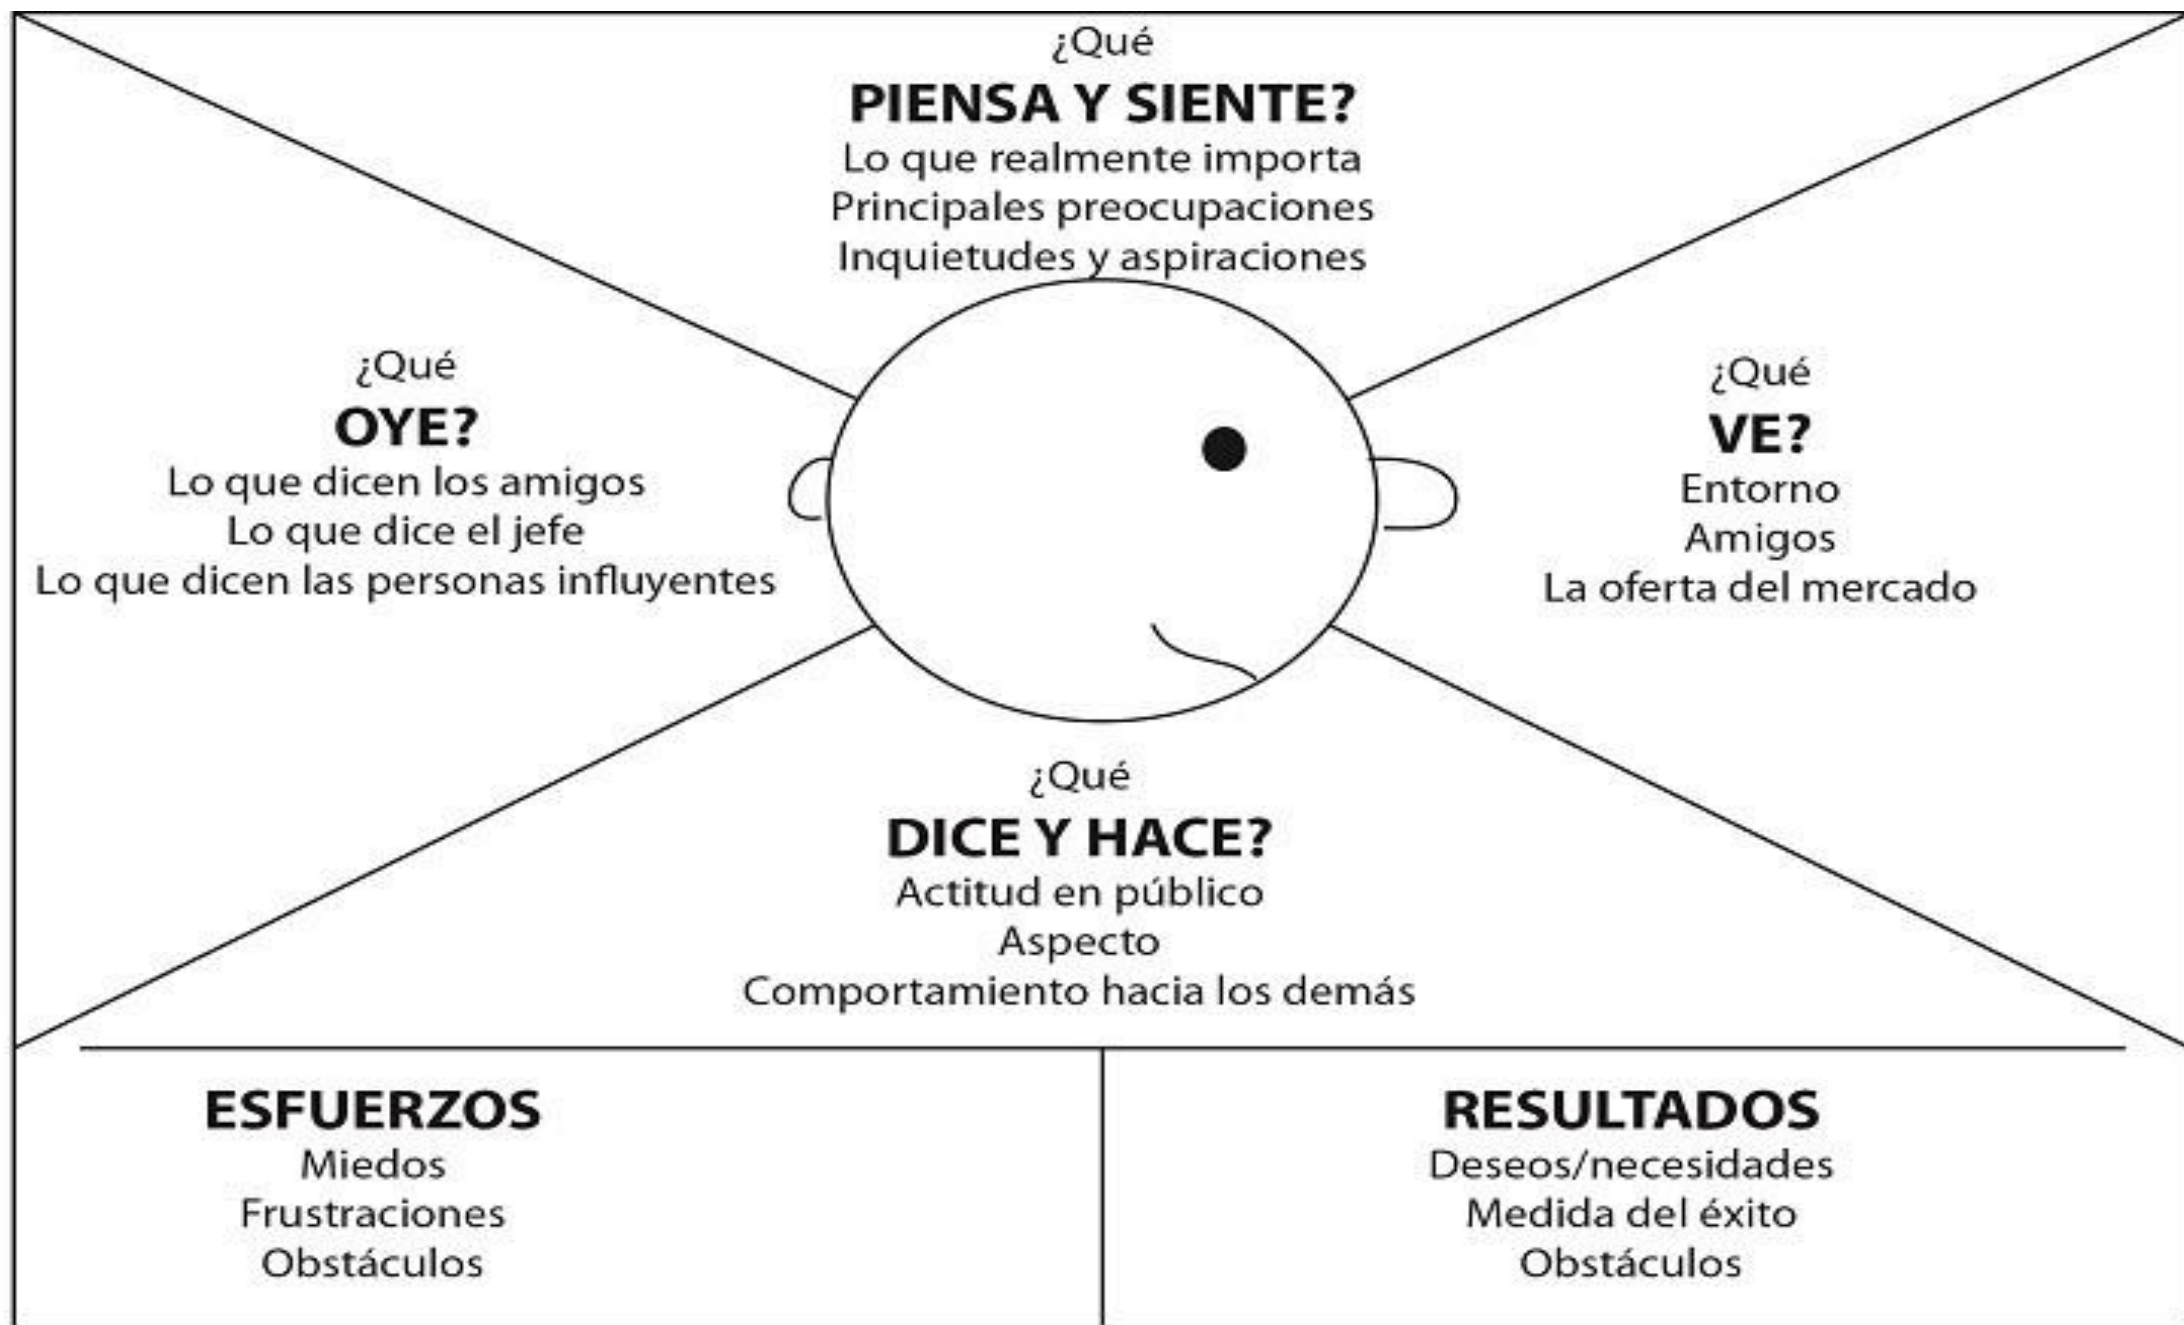 ¿Qué
PIENSA Y SIENTE?
Lo que realmente importa
Principales preocupaciones
Inquietudes y aspiraciones
¿Qué
OYE?
Lo que dicen los amigos
Lo que dice el jefe
Lo que dicen las personas influyentes
¿Qué
VE?
Entorno
Amigos
La oferta del mercado
¿Qué
DICE Y HACE?
Actitud en público
Aspecto
Comportamiento hacia los demás
ESFUERZOS
Miedos
Frustraciones
Obstáculos
RESULTADOS
Deseos/necesidades
Medida del éxito
Obstáculos